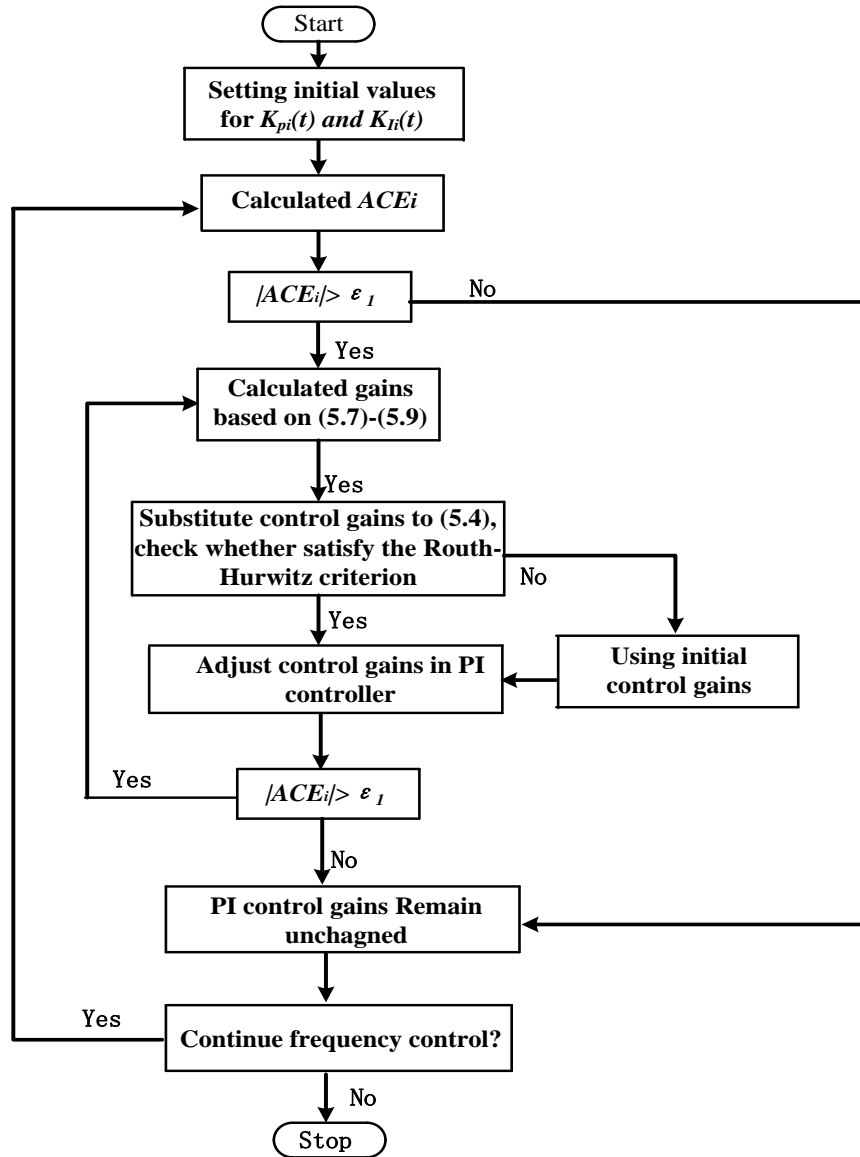 Start
Setting initial values
for Kpi(t) and KIi(t)
Calculated ACEi
|ACEi|> ε1
No
Yes
Calculated gains
based on (5.7)-(5.9)
Yes
Substitute control gains to (5.4),
check whether satisfy the Routh-
Hurwitz criterion
No
Yes
Using initial
control gains
Adjust control gains in PI
controller
Yes
|ACEi|> ε1
No
PI control gains Remain
unchagned
Yes
Continue frequency control?
No
Stop